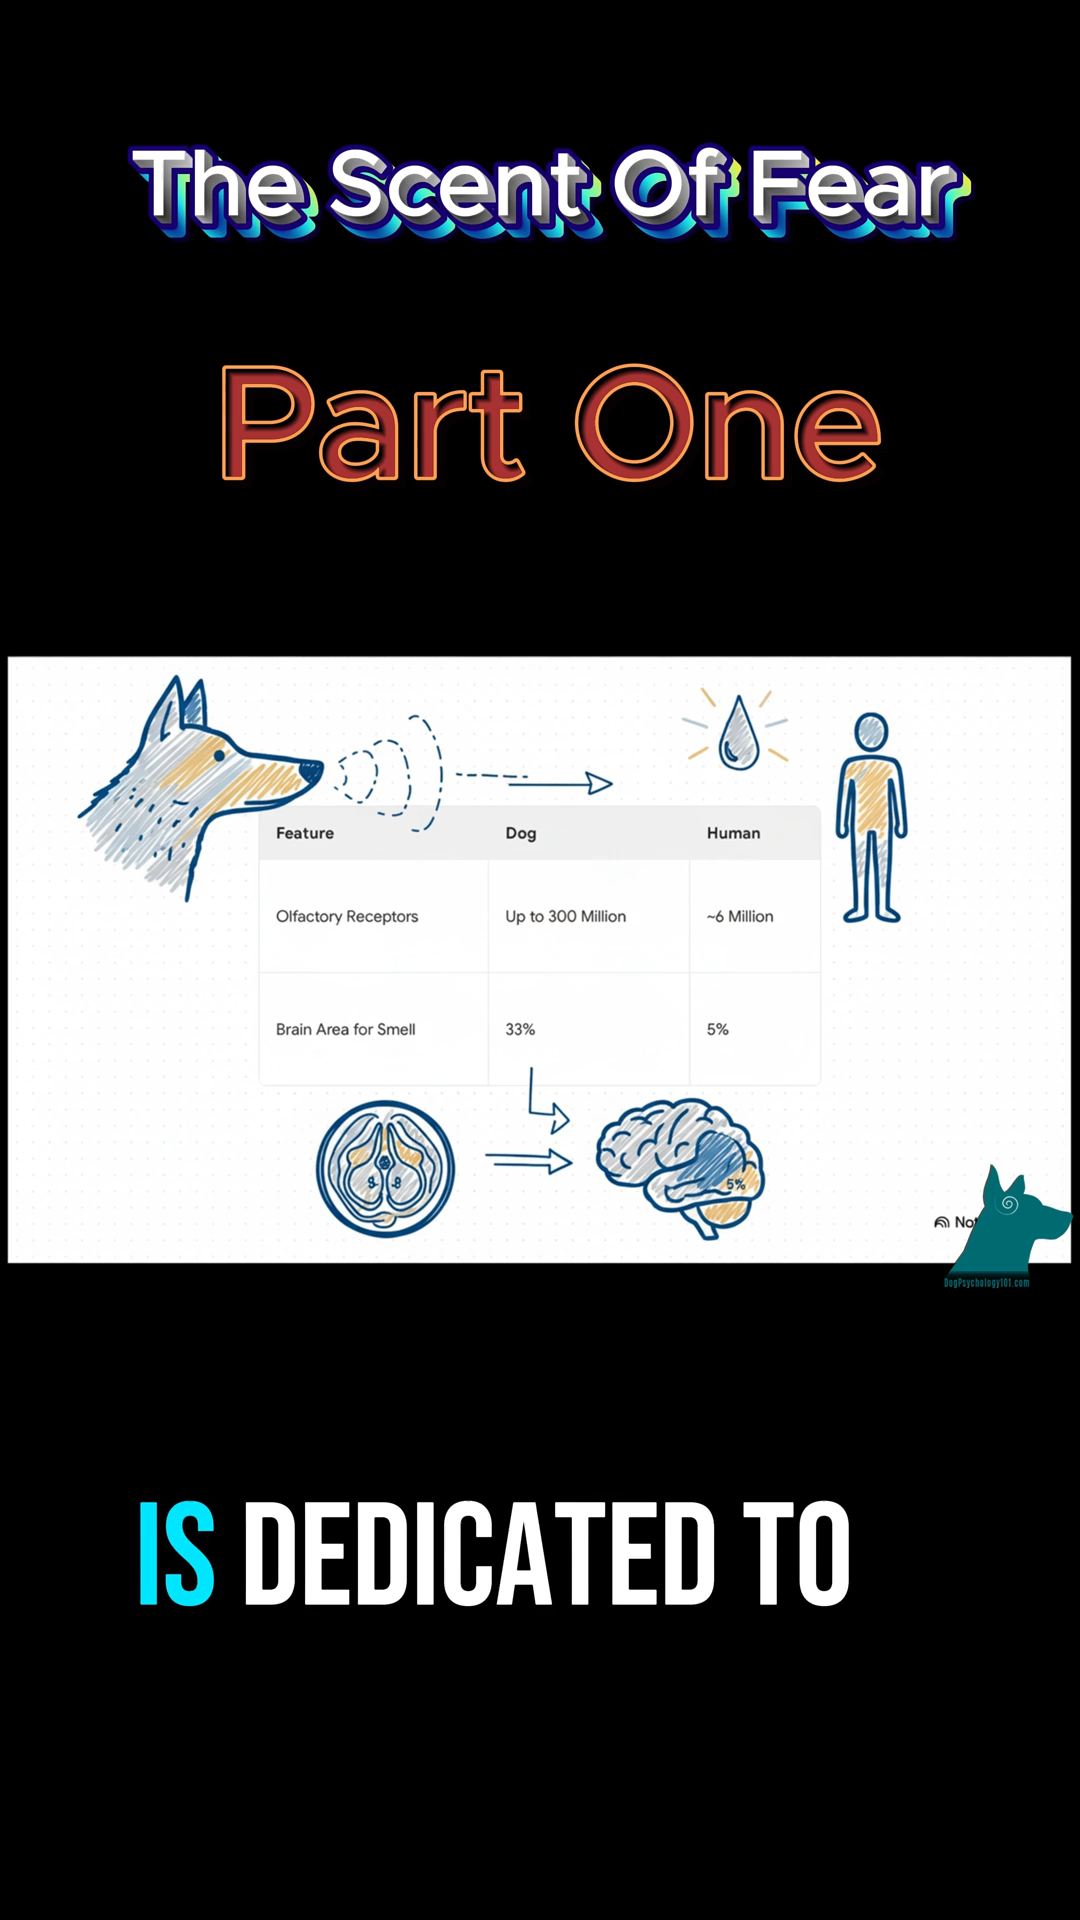 The Scent Of Fear
Part One
Feature Dog Human
Olfactory Receptors Up to 300 Million ~6 Million
Brain Area for Smell 33% 5%
5%
DogPsychology101.com
IS DEDICATED TO